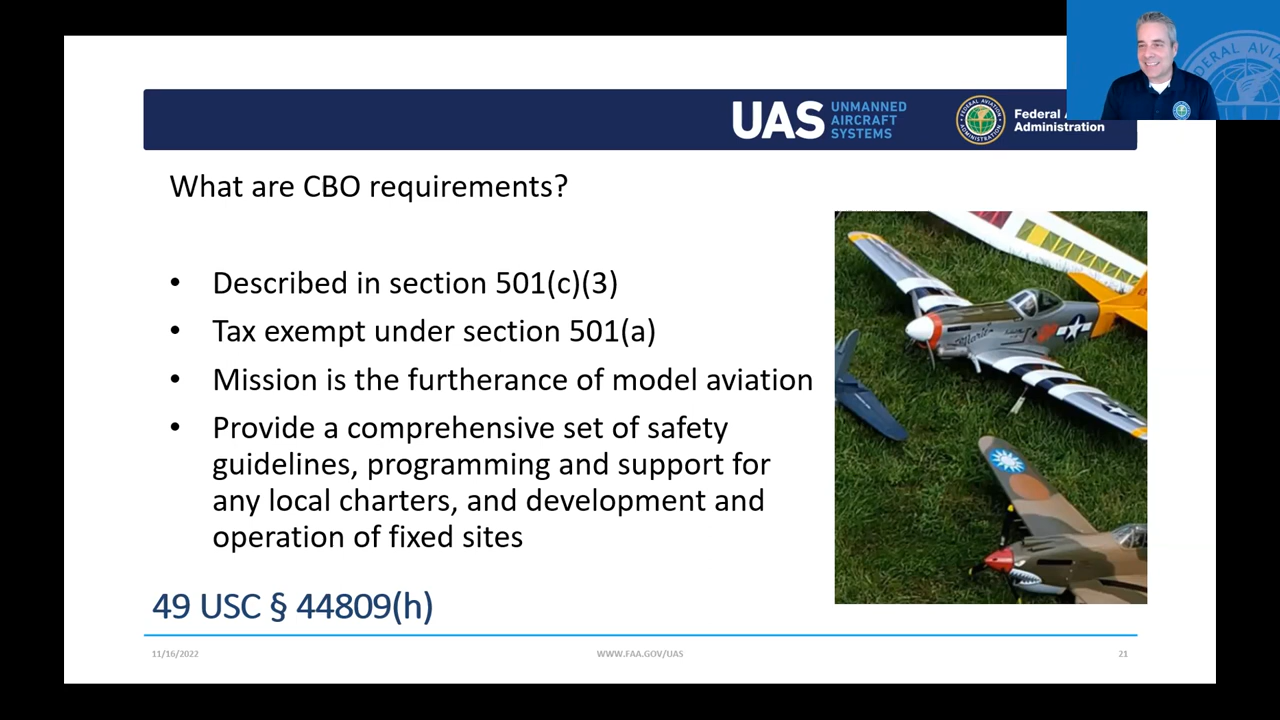 UAS
UNMANNED
AIRCRAFT
SYSTEMS
Federal
Administration
What are CBO requirements?
• Described in section 501(c)(3)
• Tax exempt under section 501(a)
• Mission is the furtherance of model aviation
• Provide a comprehensive set of safety
guidelines, programming and support for
any local charters, and development and
operation of fixed sites
49 USC § 44809(h)
11/16/2022
WWW.FAA.GOV/UAS
21